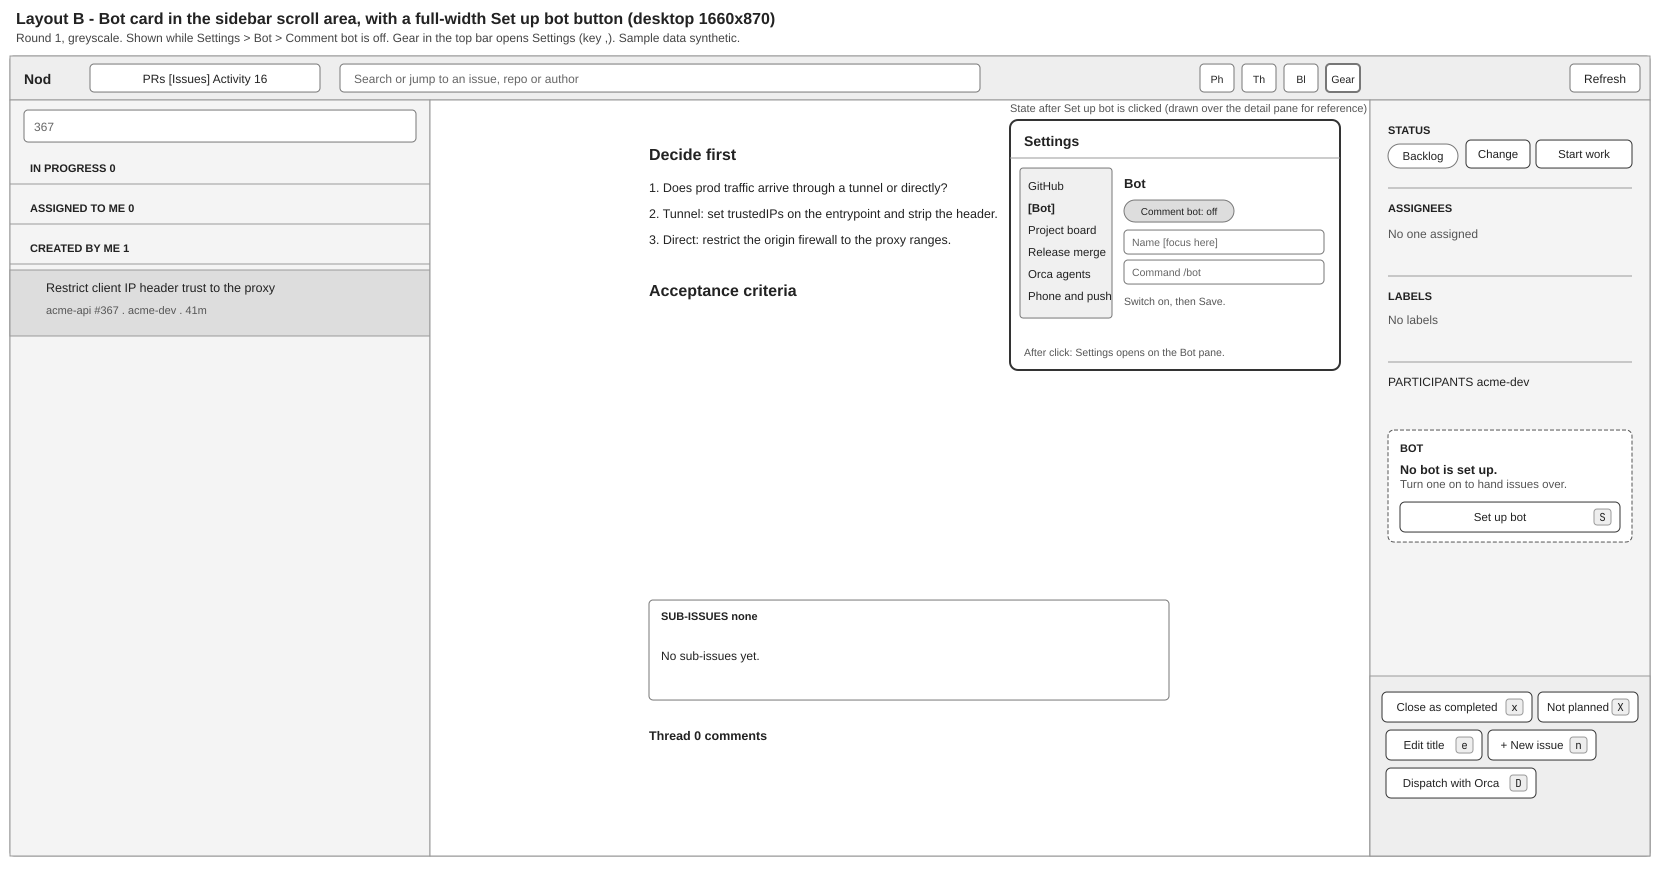 Layout B - Bot card in the sidebar scroll area, with a full-width Set up bot button (desktop 1660x870)
Round 1, greyscale. Shown while Settings > Bot > Comment bot is off. Gear in the top bar opens Settings (key ,). Sample data synthetic.
Nod
PRs [Issues] Activity 16
Search or jump to an issue, repo or author
Ph
Th
Bl
Gear
Refresh
367
IN PROGRESS 0
ASSIGNED TO ME 0
CREATED BY ME 1
Restrict client IP header trust to the proxy
acme-api #367 . acme-dev . 41m
Decide first
1. Does prod traffic arrive through a tunnel or directly?
2. Tunnel: set trustedIPs on the entrypoint and strip the header.
3. Direct: restrict the origin firewall to the proxy ranges.
Acceptance criteria
State after Set up bot is clicked (drawn over the detail pane for reference)
Settings
GitHub
[Bot]
Project board
Release merge
Orca agents
Phone and push
Bot
Comment bot: off
Name [focus here]
Command /bot
Switch on, then Save.
After click: Settings opens on the Bot pane.
SUB-ISSUES none
No sub-issues yet.
Thread 0 comments
STATUS
Backlog
Change
Start work
ASSIGNEES
No one assigned
LABELS
No labels
PARTICIPANTS acme-dev
BOT
No bot is set up.
Turn one on to hand issues over.
Set up bot S
Close as completed x
Not planned X
Edit title e
+ New issue n
Dispatch with Orca D